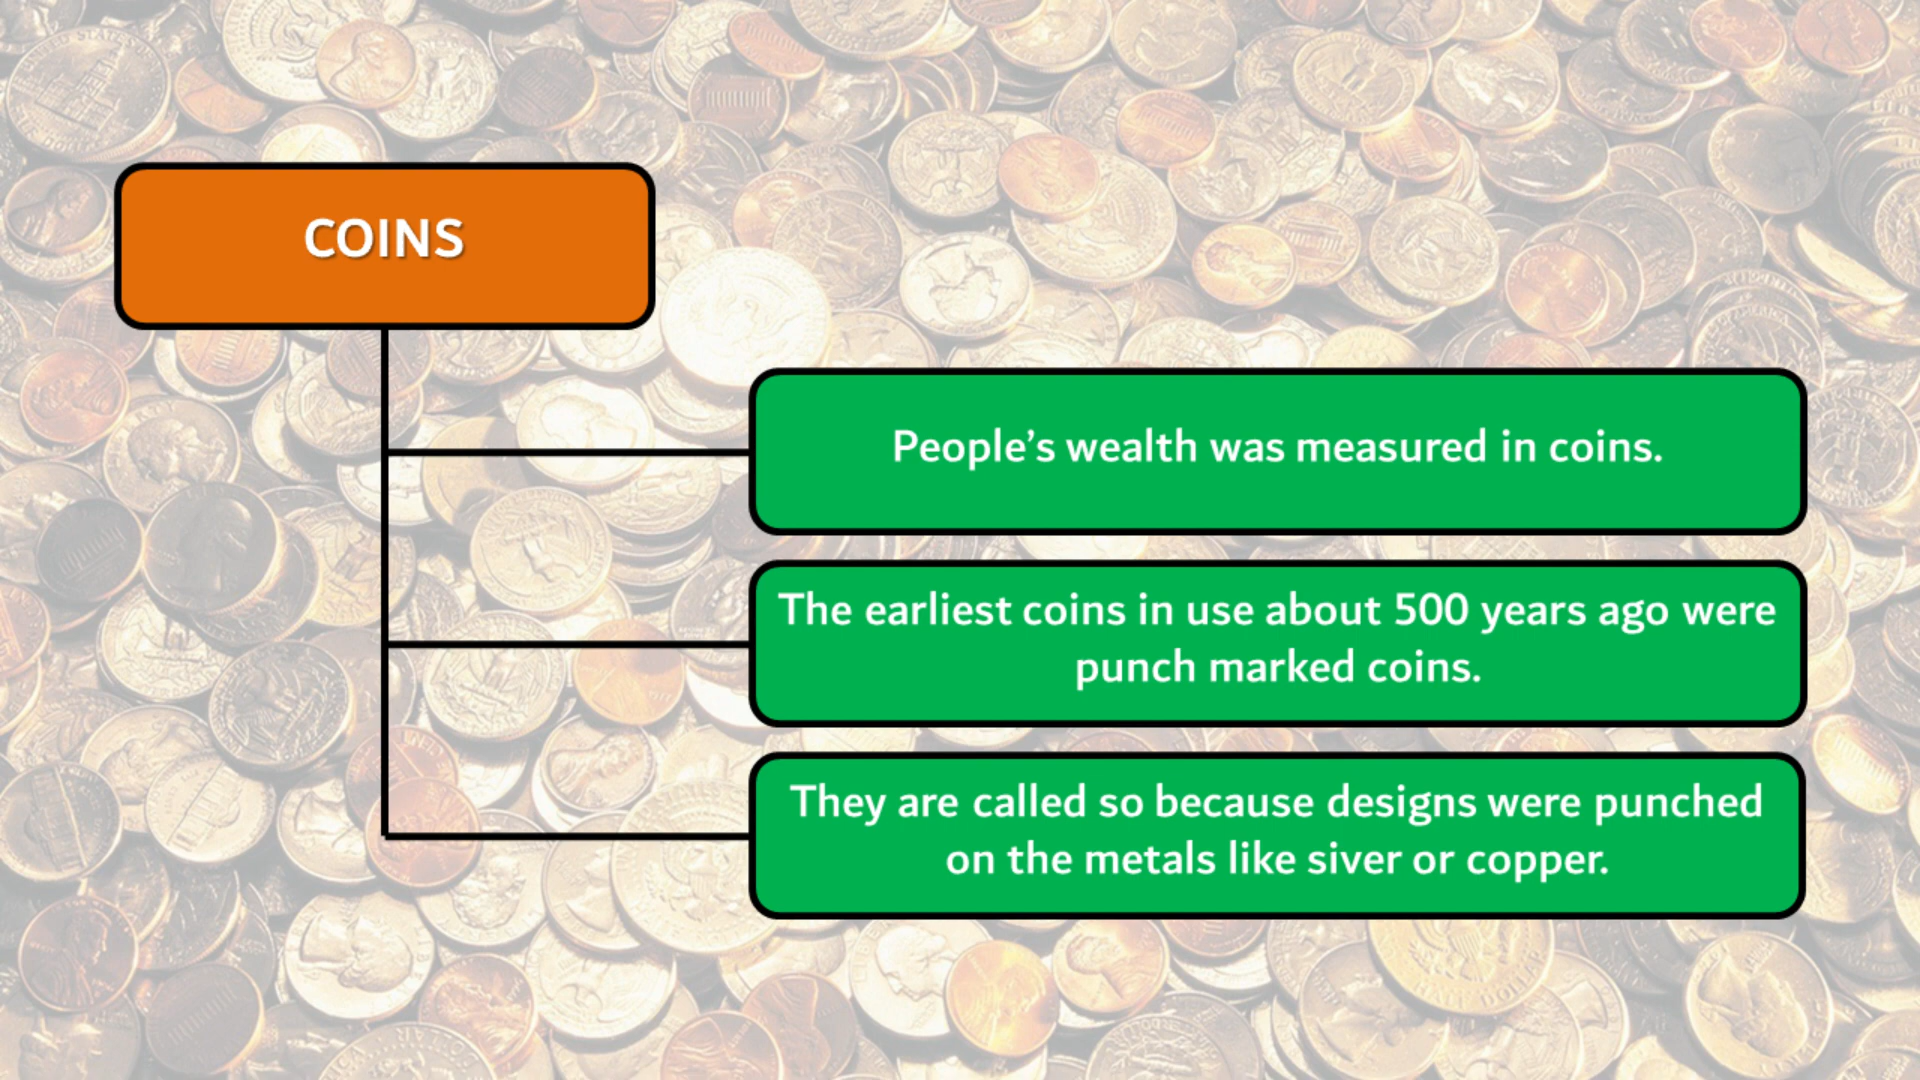 COINS
People’s wealth was measured in coins.
The earliest coins in use about 500 years ago were
punch marked coins.
They are called so because designs were punched
on the metals like siver or copper.